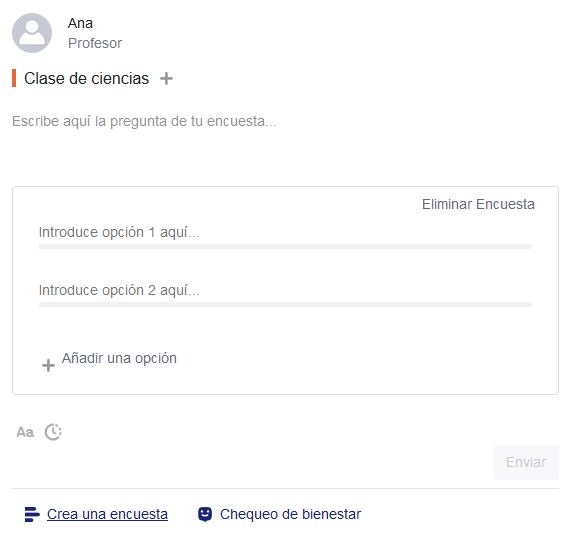 Ana
Profesor
Clase de ciencias
Escribe aquí la pregunta de tu encuesta...
Eliminar Encuesta
Introduce opción 1 aquí...
Introduce opción 2 aquí...
Añadir una opción
Aa
Enviar
Crea una encuesta Chequeo de bienestar